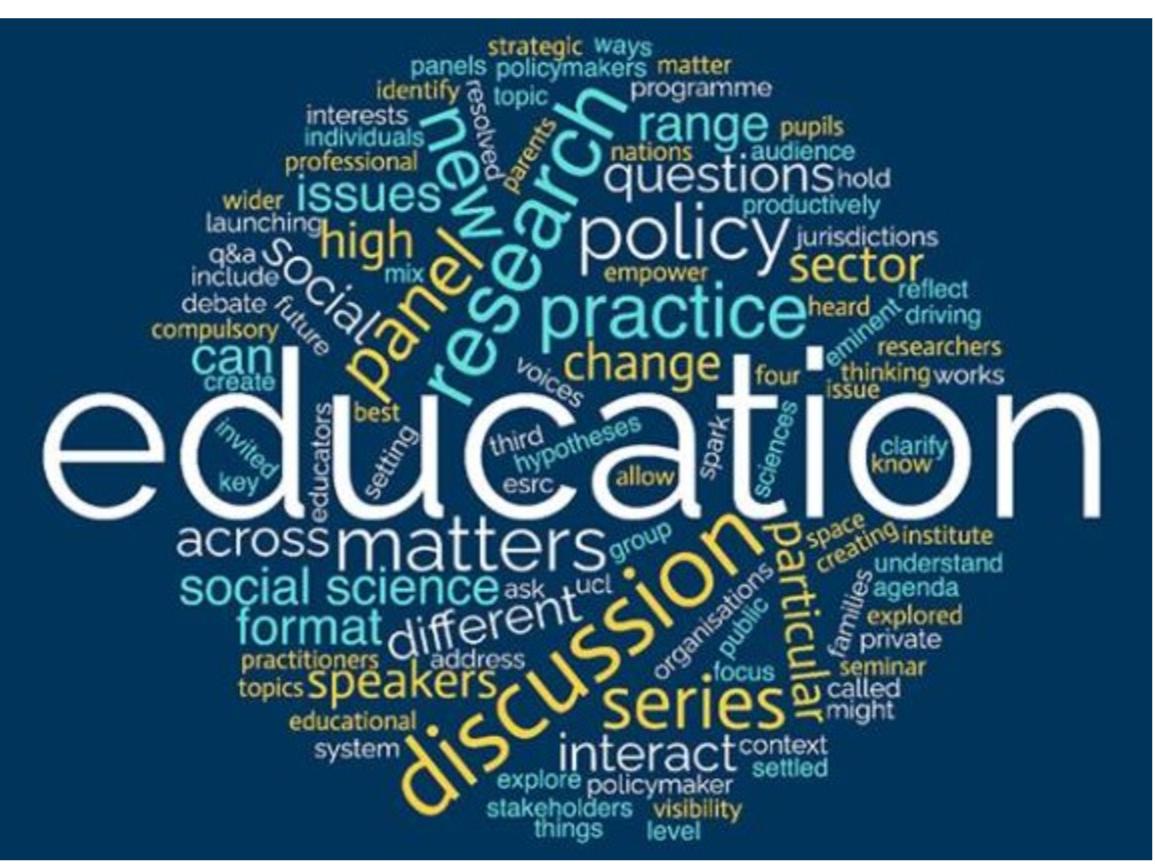 strategic ways
panels policymakers matter
identify resolved topic programme
interests new parents research range pupils
individuals nations audience
professional questions hold
wider issues productively
launching high policy jurisdictions
q&a social panel empower sector
include mix reflect
debate future practice heard eminent driving
compulsory researchers
can voices change four thinking works
create issue
education
best
invited educators setting third hypotheses spark sciences clarify
key esrc allow know
across matters group discussion particular space creating institute
understand
social science ask ucl organisations families agenda
format different public explored
practitioners address private
topics speakers focus seminar
series called
educational might
system interact context
settled
explore policymaker
stakeholders visibility
things level